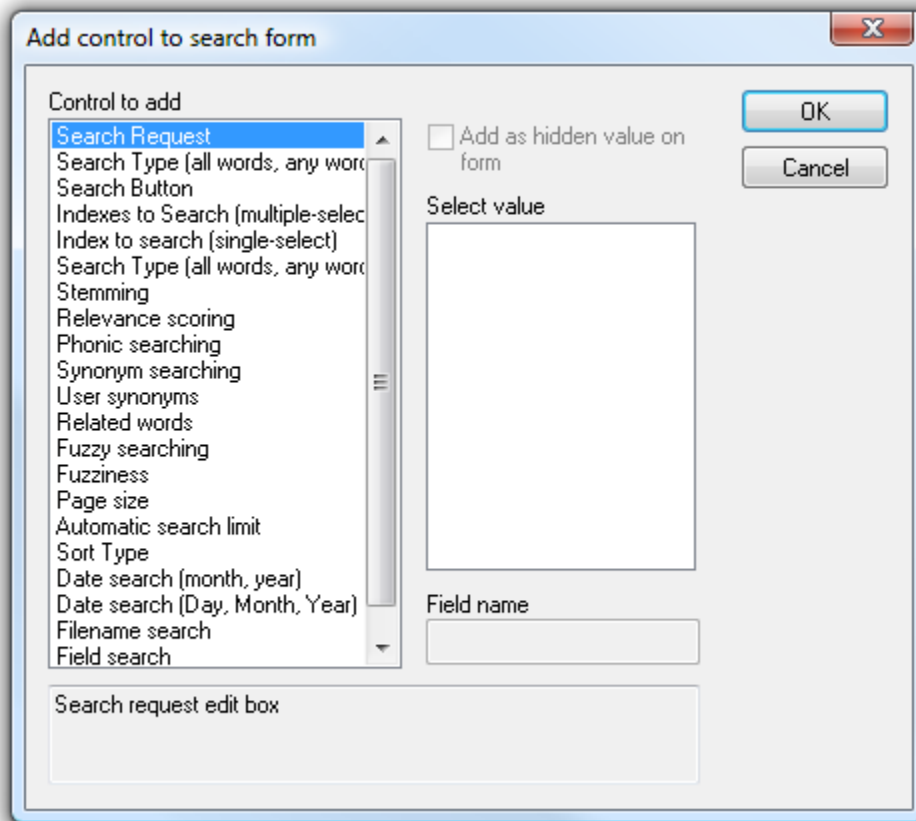 Add control to search form
Control to add
Search Request
Search Type (all words, any word
Search Button
Indexes to Search (multiple-selec
Index to search (single-select)
Search Type (all words, any word
Stemming
Relevance scoring
Phonic searching
Synonym searching
User synonyms
Related words
Fuzzy searching
Fuzziness
Page size
Automatic search limit
Sort Type
Date search (month, year)
Date search (Day, Month, Year)
Filename search
Field search
Add as hidden value on
form
Select value
Field name
OK
Cancel
Search request edit box